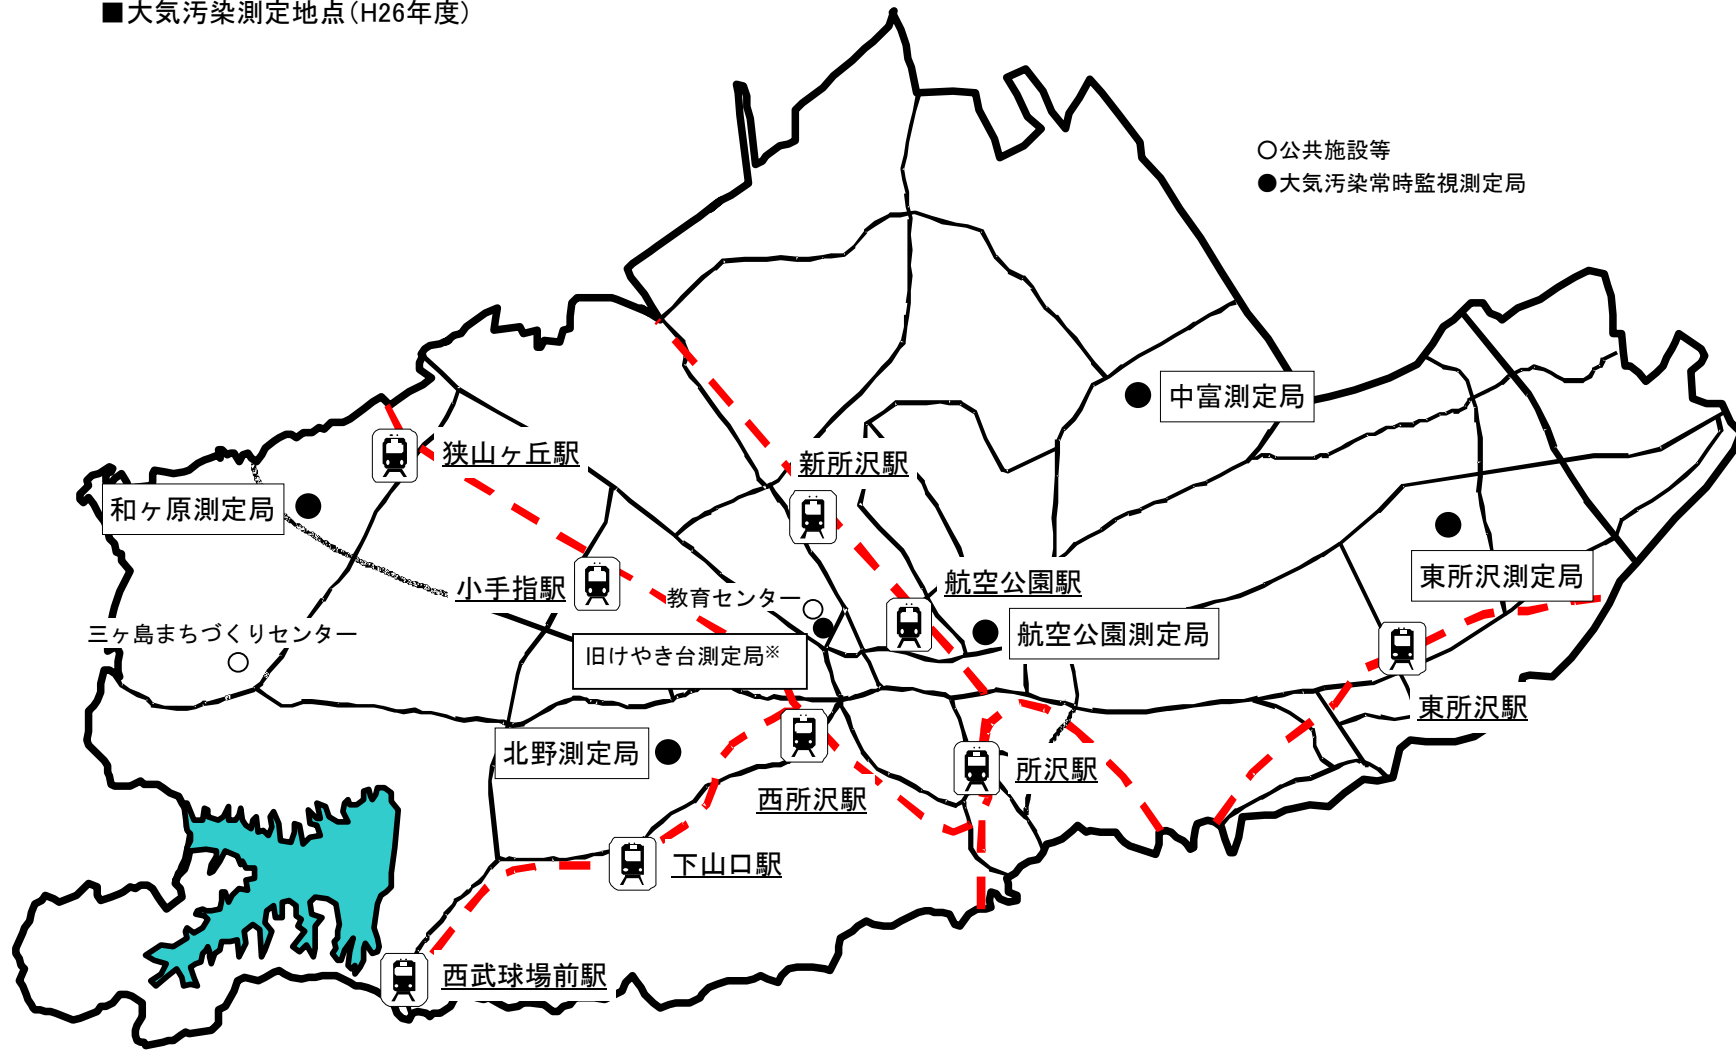 ■大気汚染測定地点(H26年度)
○公共施設等
●大気汚染常時監視測定局
中富測定局
狭山ヶ丘駅
新所沢駅
和ヶ原測定局
東所沢測定局
小手指駅
教育センター
航空公園駅
三ヶ島まちづくりセンター
航空公園測定局
旧けやき台測定局※
東所沢駅
北野測定局
所沢駅
西所沢駅
下山口駅
西武球場前駅